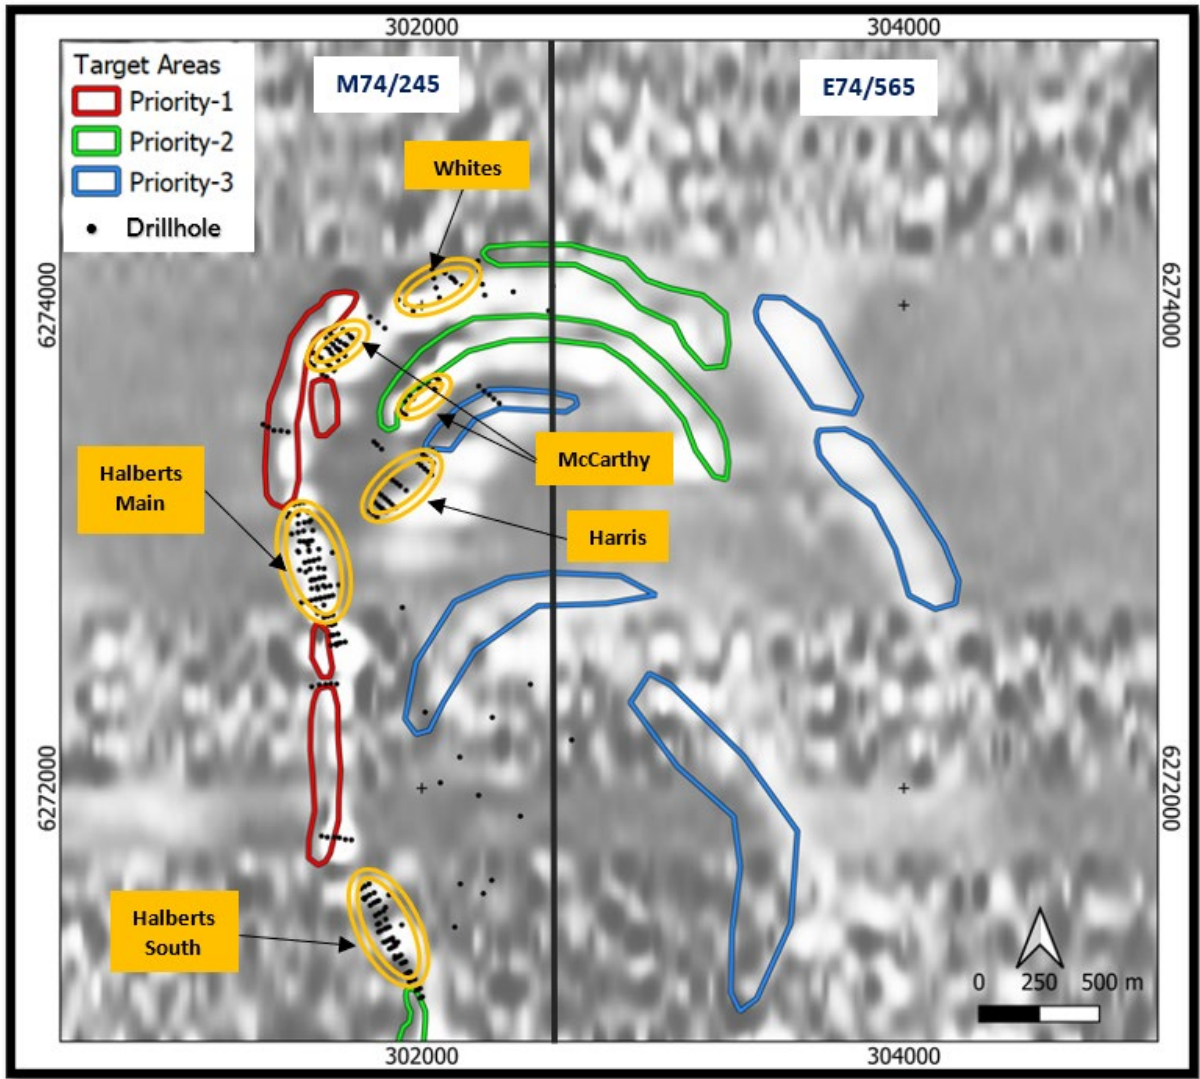 302000
304000
Target Areas
Priority-1
Priority-2
Priority-3
Drillhole
M74/245
E74/565
Whites
6274000
6274000
McCarthy
Halberts
Main
Harris
6272000
6272000
Halberts
South
0 250 500 m
302000
304000